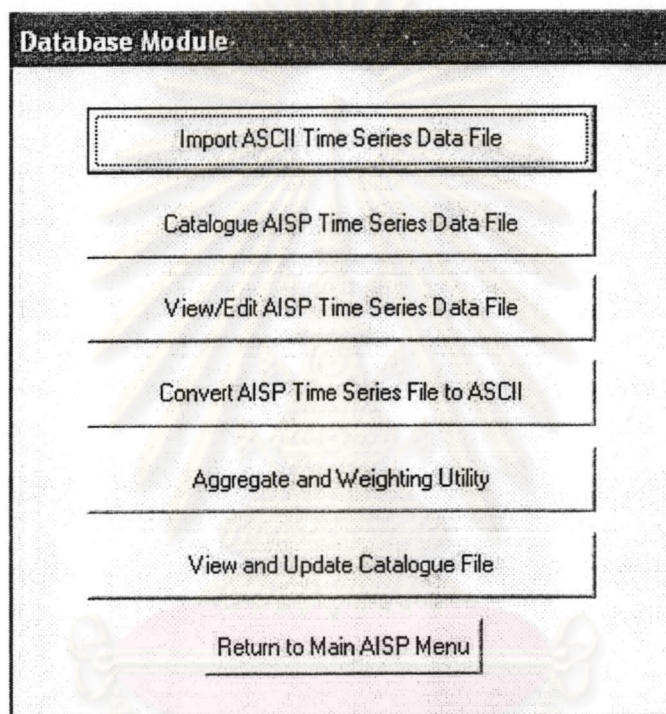 Database Module
Import ASCII Time Series Data File
Catalogue AISP Time Series Data File
View/Edit AISP Time Series Data File
Convert AISP Time Series File to ASCII
Aggregate and Weighting Utility
View and Update Catalogue File
Return to Main AISP Menu